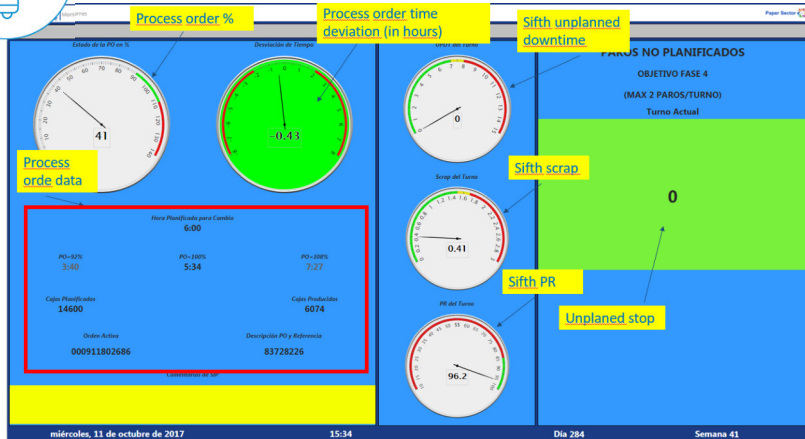 Paper Sector
Process order %
Process order time
deviation (in hours)
Sifth unplanned
downtime
Estado de la PO en %
Desviación de Tiempo
UPDT del Turno
PAROS NO PLANIFICADOS
OBJETIVO FASE 4
(MAX 2 PAROS/TURNO)
Turno Actual
41
-0.43
0
Process
orde data
Sifth scrap
Scrap del Turno
0
0.41
Hora Planificada para Cambio
6:00
PO=92%
PO=100%
PO=108%
3:40
5:34
7:27
Sifth PR
Cajas Planificadas
Cajas Producidas
14600
6074
PR del Turno
Unplaned stop
Orden Activa
Descripción PO y Referencia
000911802686
83728226
96.2
miércoles, 11 de octubre de 2017
15:34
Día 284
Semana 41